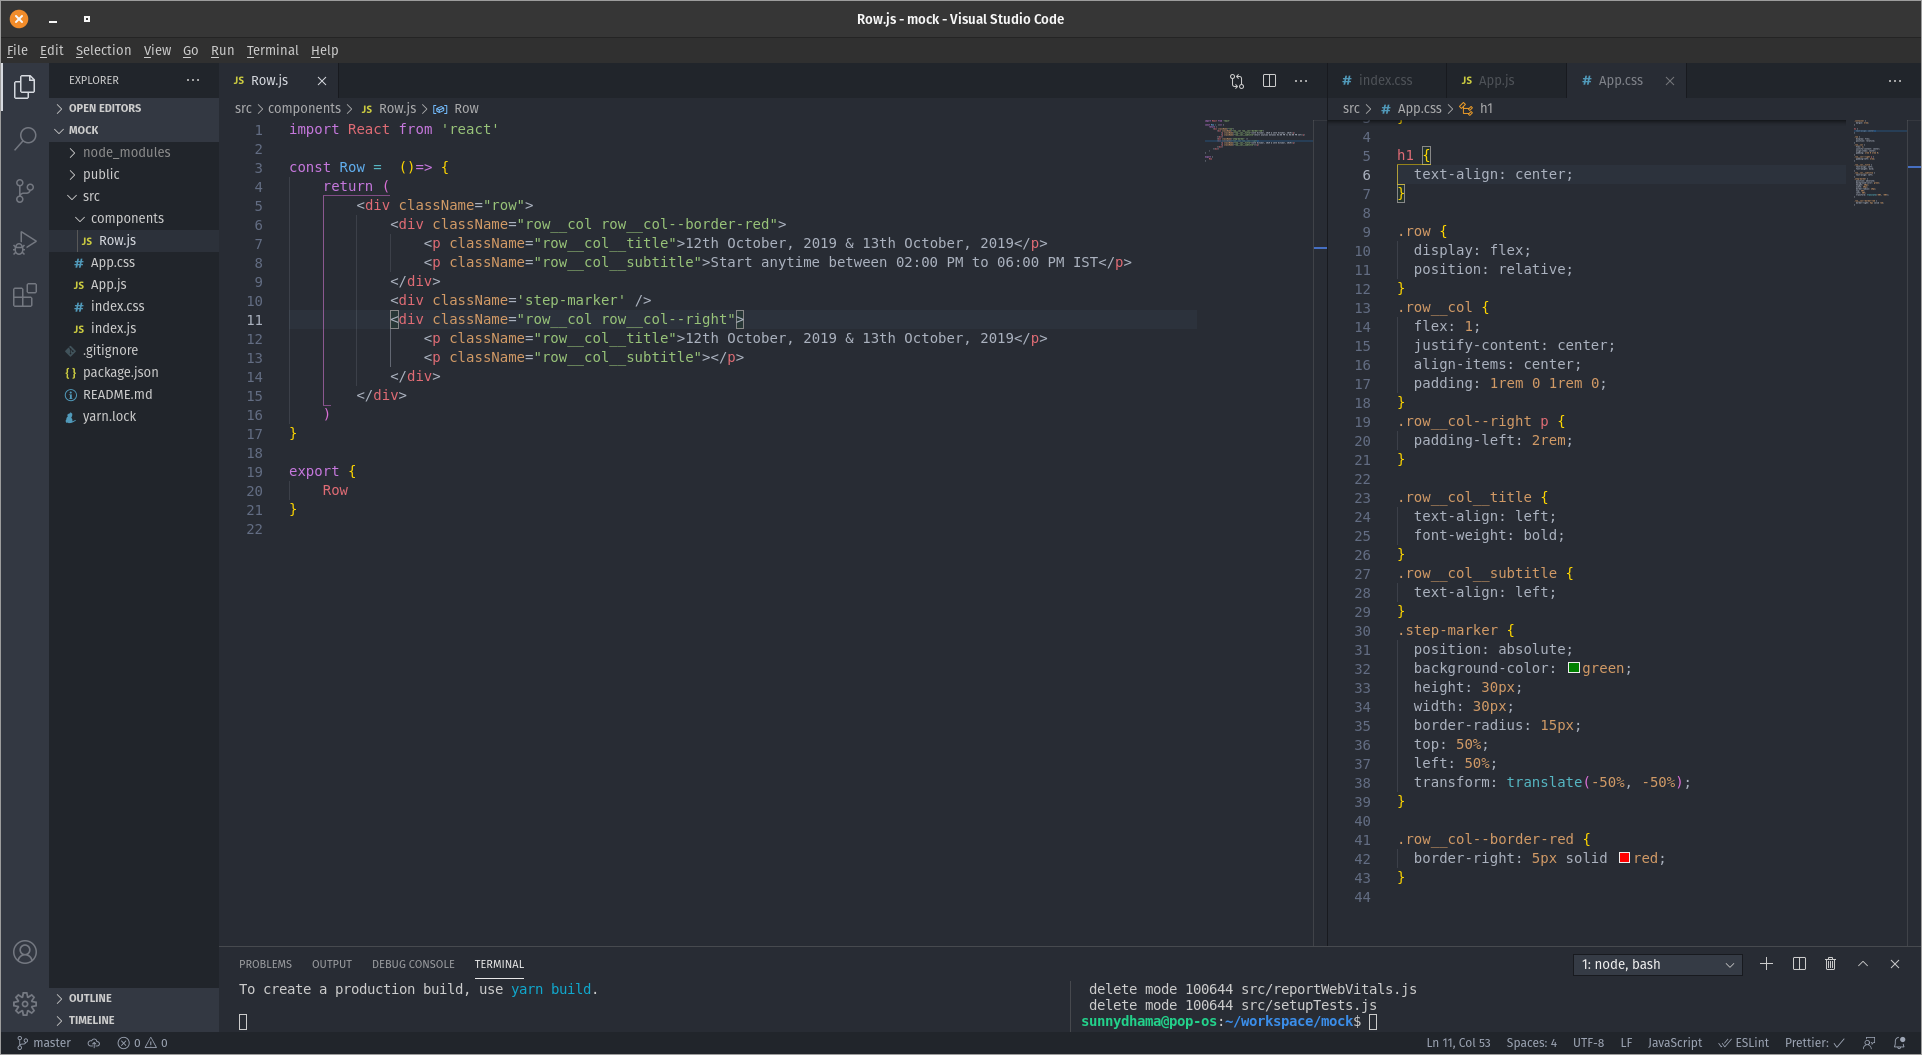 Row.js - mock - Visual Studio Code
File Edit Selection View Go Run Terminal Help
EXPLORER
OPEN EDITORS
MOCK
node_modules
public
src
components
JS Row.js
# App.css
JS App.js
# index.css
JS index.js
.gitignore
{} package.json
README.md
yarn.lock
OUTLINE
TIMELINE
JS Row.js
src > components > JS Row.js > Row
1 import React from 'react'
2
3 const Row =  ()=> {
4     return (
5         <div className="row">
6             <div className="row__col row__col--border-red">
7                 <p className="row__col__title">12th October, 2019 & 13th October, 2019</p>
8                 <p className="row__col__subtitle">Start anytime between 02:00 PM to 06:00 PM IST</p>
9             </div>
10             <div className='step-marker' />
11             <div className="row__col row__col--right">
12                 <p className="row__col__title">12th October, 2019 & 13th October, 2019</p>
13                 <p className="row__col__subtitle"></p>
14             </div>
15         </div>
16     )
17 }
18
19 export {
20     Row
21 }
22
# index.css JS App.js # App.css
src > # App.css > h1
4
5 h1 {
6   text-align: center;
7 }
8
9 .row {
10   display: flex;
11   position: relative;
12 }
13 .row__col {
14   flex: 1;
15   justify-content: center;
16   align-items: center;
17   padding: 1rem 0 1rem 0;
18 }
19 .row__col--right p {
20   padding-left: 2rem;
21 }
22
23 .row__col__title {
24   text-align: left;
25   font-weight: bold;
26 }
27 .row__col__subtitle {
28   text-align: left;
29 }
30 .step-marker {
31   position: absolute;
32   background-color: green;
33   height: 30px;
34   width: 30px;
35   border-radius: 15px;
36   top: 50%;
37   left: 50%;
38   transform: translate(-50%, -50%);
39 }
40
41 .row__col--border-red {
42   border-right: 5px solid red;
43 }
44
PROBLEMS OUTPUT DEBUG CONSOLE TERMINAL
1: node, bash
To create a production build, use yarn build.
delete mode 100644 src/reportWebVitals.js
delete mode 100644 src/setupTests.js
sunnydhama@pop-os:~/workspace/mock$
master 0 0 Ln 11, Col 53 Spaces: 4 UTF-8 LF JavaScript ESLint Prettier: ✓